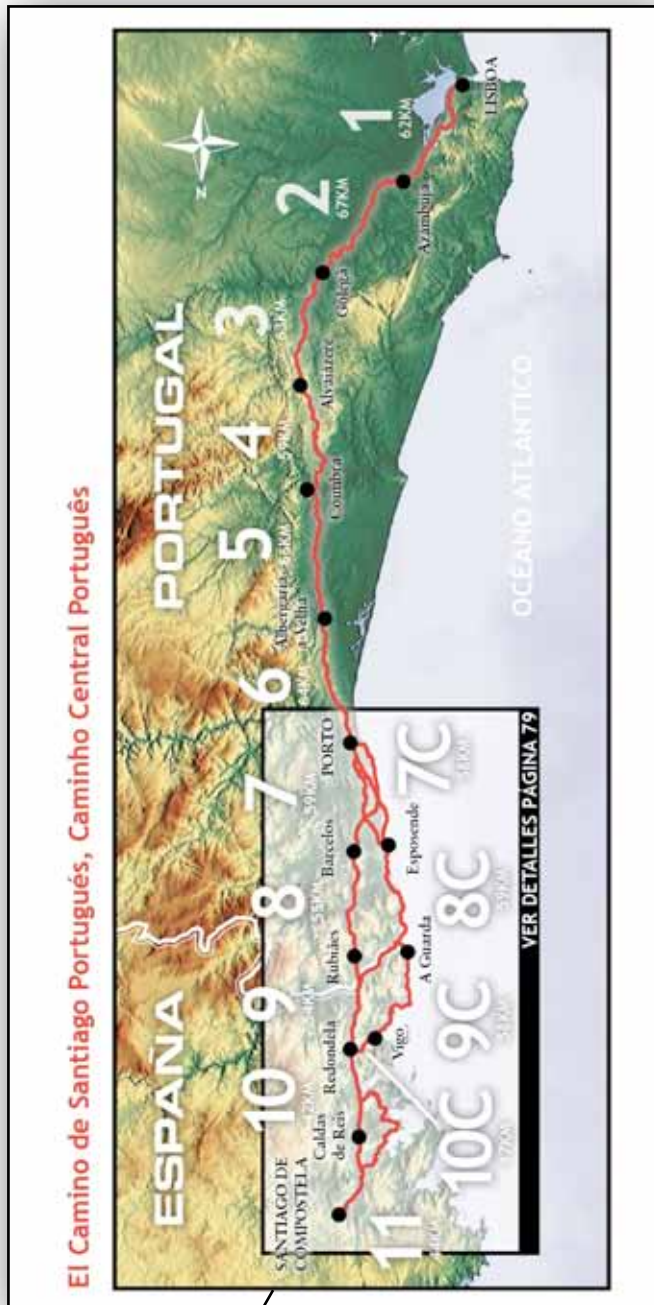 El Camino de Santiago Portugués, Caminho Central Português
ESPAÑA
PORTUGAL
OCÉANO ATLÁNTICO
N
11
SANTIAGO DE
COMPOSTELA
Caldas
de Reis
10
Redondela
9
Rubiães
8
Barcelos
7
PORTO
6
Albergaria
a-Velha
5
Coimbra
4
Alvaiázere
3
Golegã
2
67KM
Azambuja
1
62KM
LISBOA
10C
Vigo
9C
A Guarda
8C
Esposende
7C
VER DETALLES PÁGINA 79